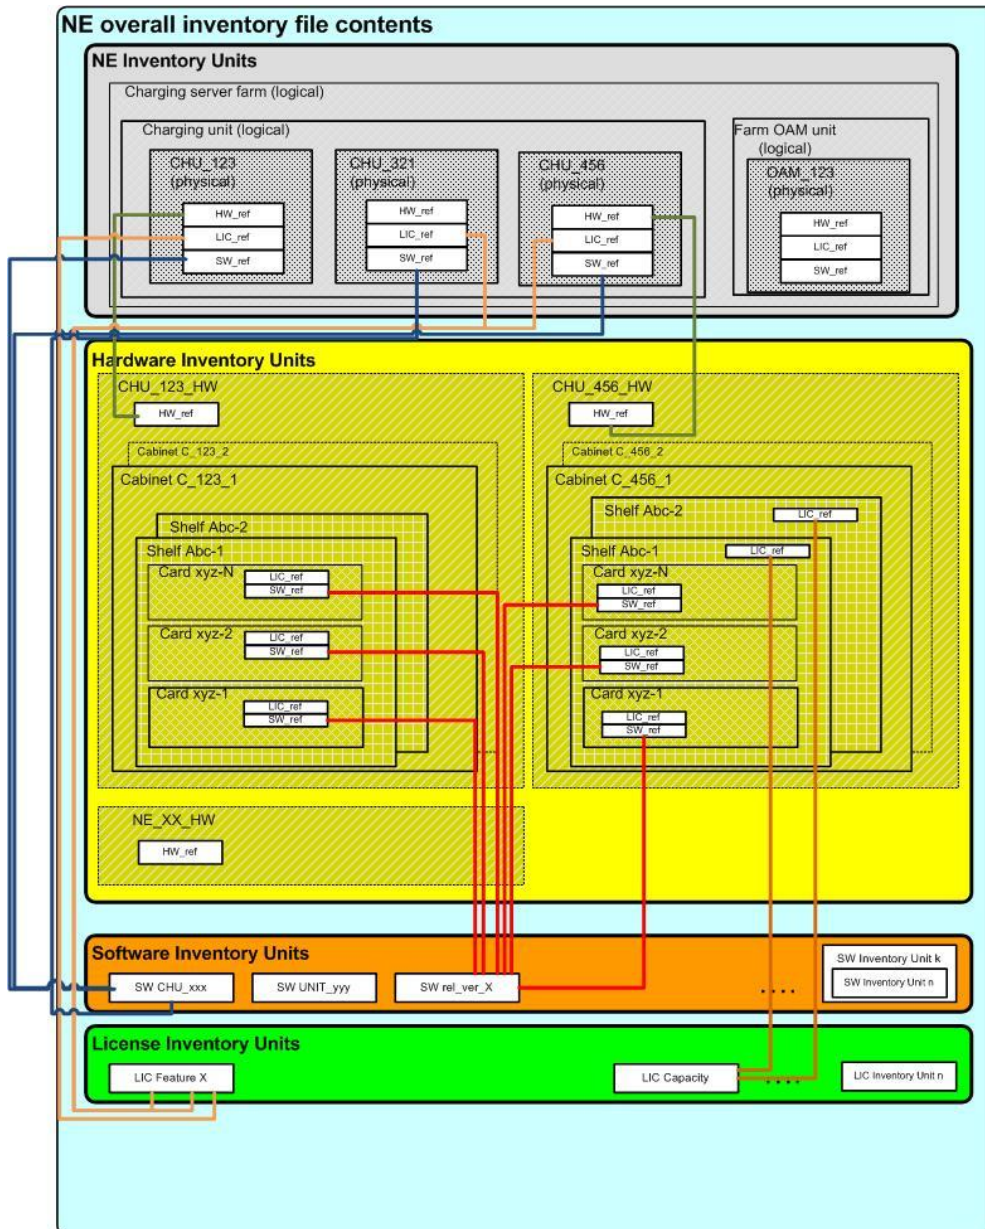 NE overall inventory file contents
NE Inventory Units
Charging server farm (logical)
Charging unit (logical)
CHU_123
(physical)
HW_ref
LIC_ref
SW_ref
CHU_321
(physical)
HW_ref
LIC_ref
SW_ref
CHU_456
(physical)
HW_ref
LIC_ref
SW_ref
Farm OAM unit
(logical)
OAM_123
(physical)
HW_ref
LIC_ref
SW_ref
Hardware Inventory Units
CHU_123_HW
HW_ref
Cabinet C_123_2
Cabinet C_123_1
Shelf Abc-2
Shelf Abc-1
Card xyz-N
LIC_ref
SW_ref
Card xyz-2
LIC_ref
SW_ref
Card xyz-1
LIC_ref
SW_ref
CHU_456_HW
HW_ref
Cabinet C_456_2
Cabinet C_456_1
Shelf Abc-2
LIC_ref
Shelf Abc-1
LIC_ref
Card xyz-N
LIC_ref
SW_ref
Card xyz-2
LIC_ref
SW_ref
Card xyz-1
LIC_ref
SW_ref
NE_XX_HW
HW_ref
Software Inventory Units
SW CHU_xxx
SW UNIT_yyy
SW rel_ver_X
....
SW Inventory Unit k
SW Inventory Unit n
License Inventory Units
LIC Feature X
LIC Capacity
....
LIC Inventory Unit n